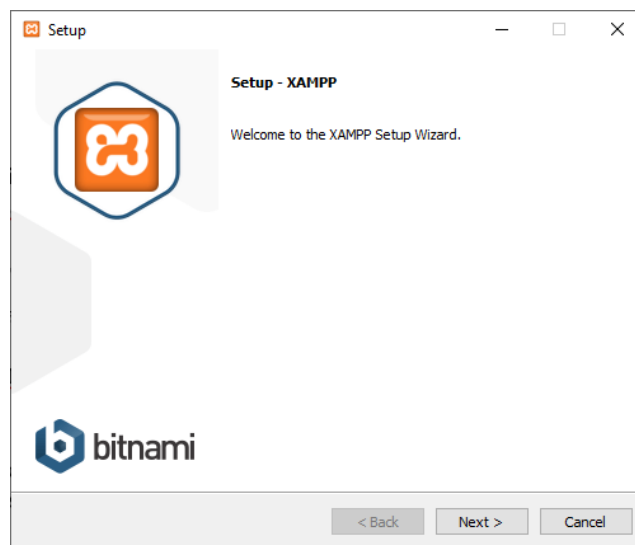 Setup
Setup - XAMPP
Welcome to the XAMPP Setup Wizard.
bitnami
< Back
Next >
Cancel